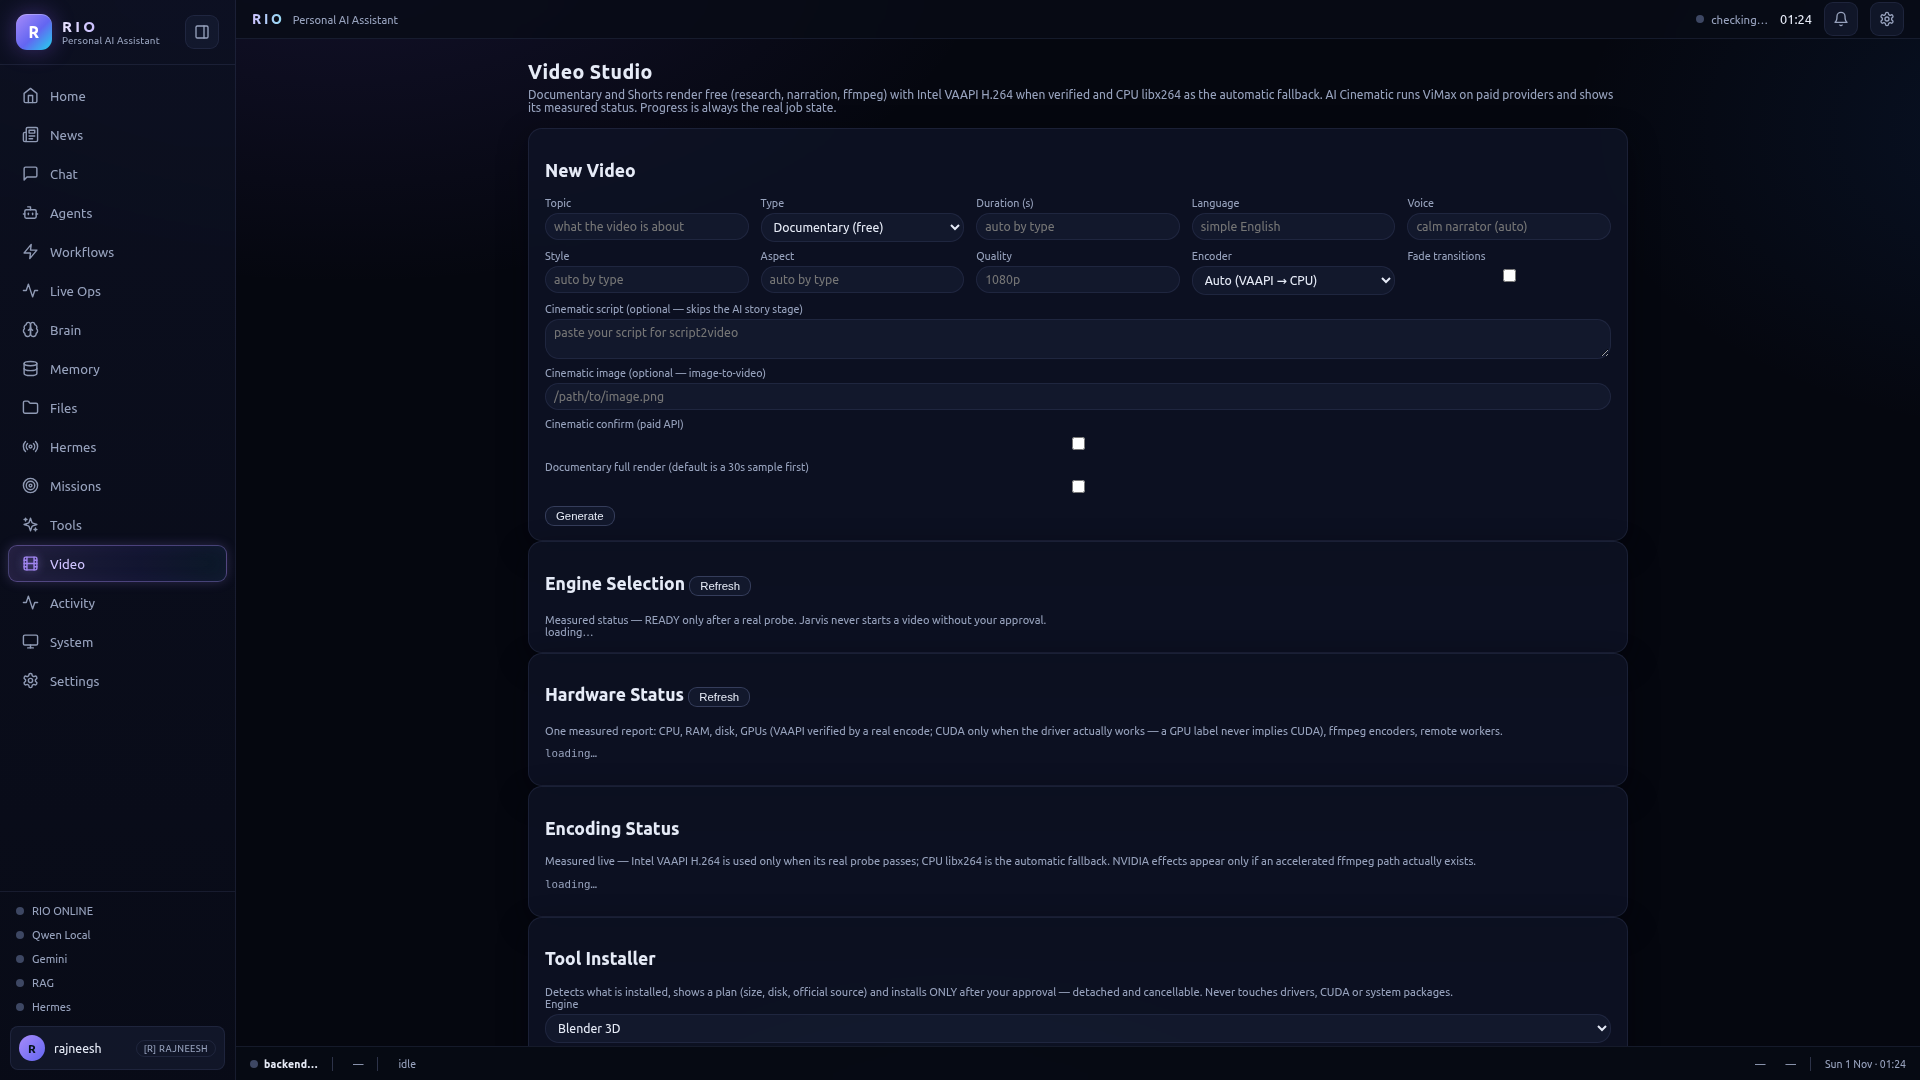 R
RIO
Personal AI Assistant
Home
News
Chat
Agents
Workflows
Live Ops
Brain
Memory
Files
Hermes
Missions
Tools
Video
Activity
System
Settings
RIO ONLINE
Qwen Local
Gemini
RAG
Hermes
R
rajneesh
[R] RAJNEESH
RIO Personal AI Assistant
checking…
01:24
Video Studio
Documentary and Shorts render free (research, narration, ffmpeg) with Intel VAAPI H.264 when verified and CPU libx264 as the automatic fallback. AI Cinematic runs ViMax on paid providers and shows
its measured status. Progress is always the real job state.
New Video
Topic
what the video is about
Type
Documentary (free)
Duration (s)
auto by type
Language
simple English
Voice
calm narrator (auto)
Style
auto by type
Aspect
auto by type
Quality
1080p
Encoder
Auto (VAAPI → CPU)
Fade transitions
Cinematic script (optional — skips the AI story stage)
paste your script for script2video
Cinematic image (optional — image-to-video)
/path/to/image.png
Cinematic confirm (paid API)
Documentary full render (default is a 30s sample first)
Generate
Engine Selection
Refresh
Measured status — READY only after a real probe. Jarvis never starts a video without your approval.
loading…
Hardware Status
Refresh
One measured report: CPU, RAM, disk, GPUs (VAAPI verified by a real encode; CUDA only when the driver actually works — a GPU label never implies CUDA), ffmpeg encoders, remote workers.
loading…
Encoding Status
Measured live — Intel VAAPI H.264 is used only when its real probe passes; CPU libx264 is the automatic fallback. NVIDIA effects appear only if an accelerated ffmpeg path actually exists.
loading…
Tool Installer
Detects what is installed, shows a plan (size, disk, official source) and installs ONLY after your approval — detached and cancellable. Never touches drivers, CUDA or system packages.
Engine
Blender 3D
backend…
—
idle
—
—
Sun 1 Nov · 01:24